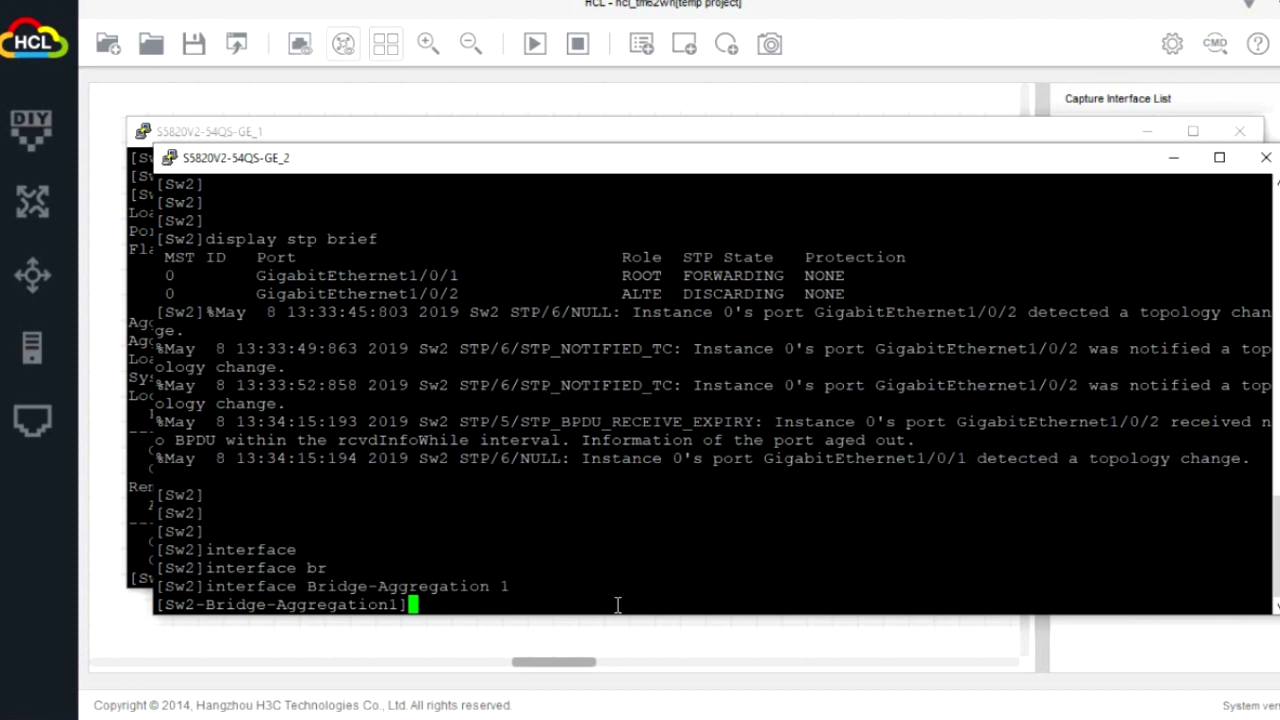 HCL - hcl_tm62wh[temp project]
HCL
CMD
DIY
Capture Interface List
S5820V2-54QS-GE_1
S5820V2-54QS-GE_2
[Sw2]
[Sw2]
[Sw2]
[Sw2]display stp brief
MST ID Port Role STP State Protection
0 GigabitEthernet1/0/1 ROOT FORWARDING NONE
0 GigabitEthernet1/0/2 ALTE DISCARDING NONE
[Sw2]%May 8 13:33:45:803 2019 Sw2 STP/6/NULL: Instance 0's port GigabitEthernet1/0/2 detected a topology chan
ge.
%May 8 13:33:49:863 2019 Sw2 STP/6/STP_NOTIFIED_TC: Instance 0's port GigabitEthernet1/0/2 was notified a top
ology change.
%May 8 13:33:52:858 2019 Sw2 STP/6/STP_NOTIFIED_TC: Instance 0's port GigabitEthernet1/0/2 was notified a top
ology change.
%May 8 13:34:15:193 2019 Sw2 STP/5/STP_BPDU_RECEIVE_EXPIRY: Instance 0's port GigabitEthernet1/0/2 received n
o BPDU within the rcvdInfoWhile interval. Information of the port aged out.
%May 8 13:34:15:194 2019 Sw2 STP/6/NULL: Instance 0's port GigabitEthernet1/0/1 detected a topology change.
[Sw2]
[Sw2]
[Sw2]
[Sw2]interface
[Sw2]interface br
[Sw2]interface Bridge-Aggregation 1
[Sw2-Bridge-Aggregation1]
Copyright © 2014, Hangzhou H3C Technologies Co., Ltd. All rights reserved.
System ver